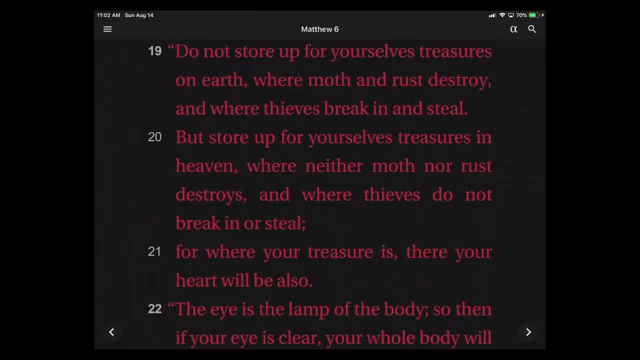 11:02 AM Sun Aug 14 70%
Matthew 6 α
19 “Do not store up for yourselves treasures
on earth, where moth and rust destroy,
and where thieves break in and steal.
20 But store up for yourselves treasures in
heaven, where neither moth nor rust
destroys, and where thieves do not
break in or steal;
21 for where your treasure is, there your
heart will be also.
22 “The eye is the lamp of the body; so then
if your eye is clear, your whole body will